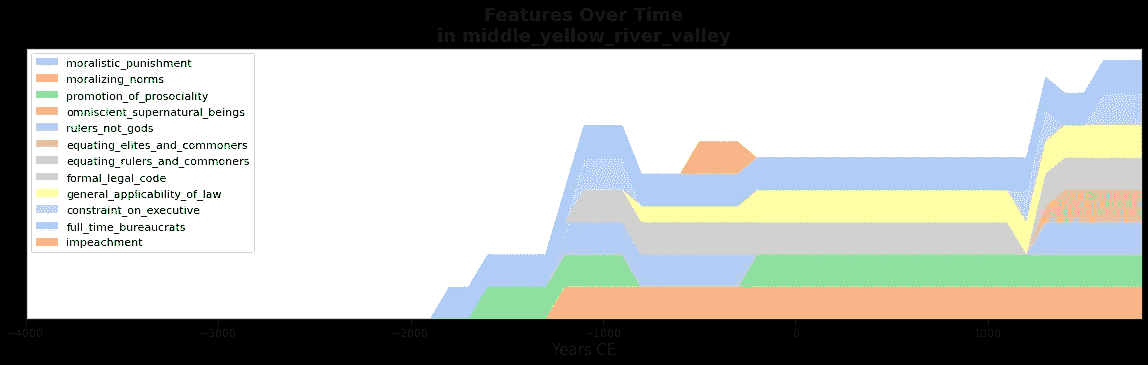 Features Over Time
in middle_yellow_river_valley
moralistic_punishment
moralizing_norms
promotion_of_prosociality
omniscient_supernatural_beings
rulers_not_gods
equating_elites_and_commoners
equating_rulers_and_commoners
formal_legal_code
general_applicability_of_law
constraint_on_executive
full_time_bureaucrats
impeachment
−4000 −3000 −2000 −1000 0 1000
Years CE